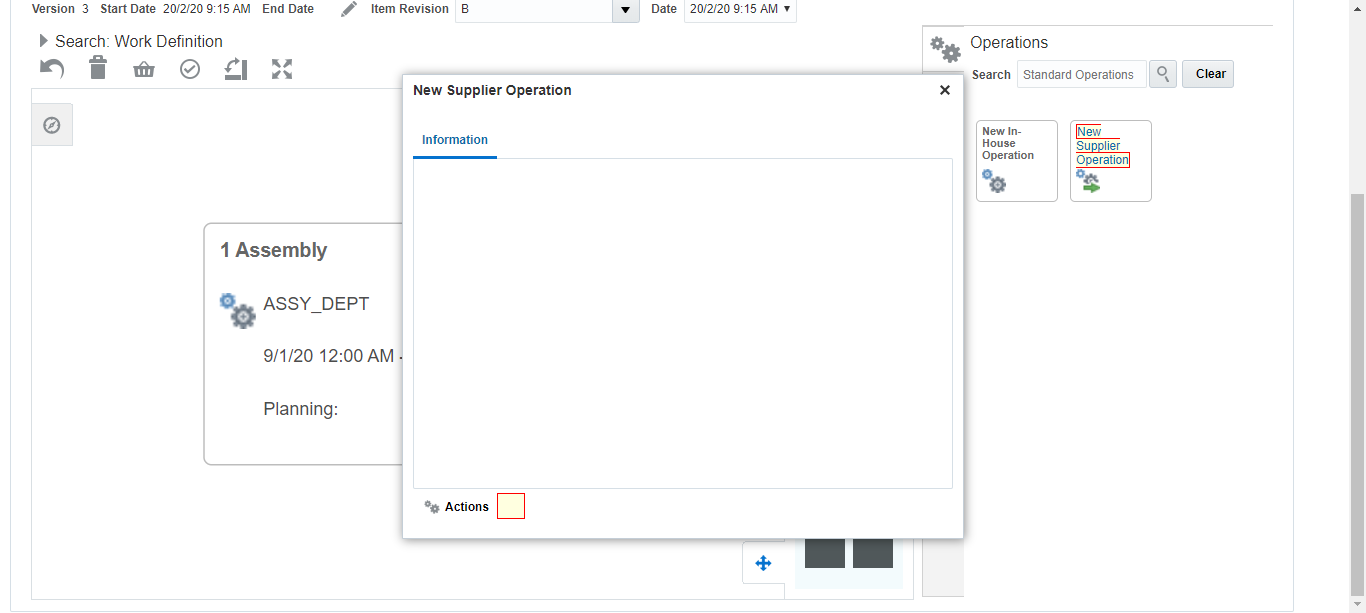 Version 3 Start Date 20/2/20 9:15 AM End Date Item Revision B Date 20/2/20 9:15 AM
Search: Work Definition
Operations
Search Standard Operations Clear
New Supplier Operation
Information
New In-
House
Operation
New
Supplier
Operation
1 Assembly
ASSY_DEPT
9/1/20 12:00 AM -
Planning:
Actions